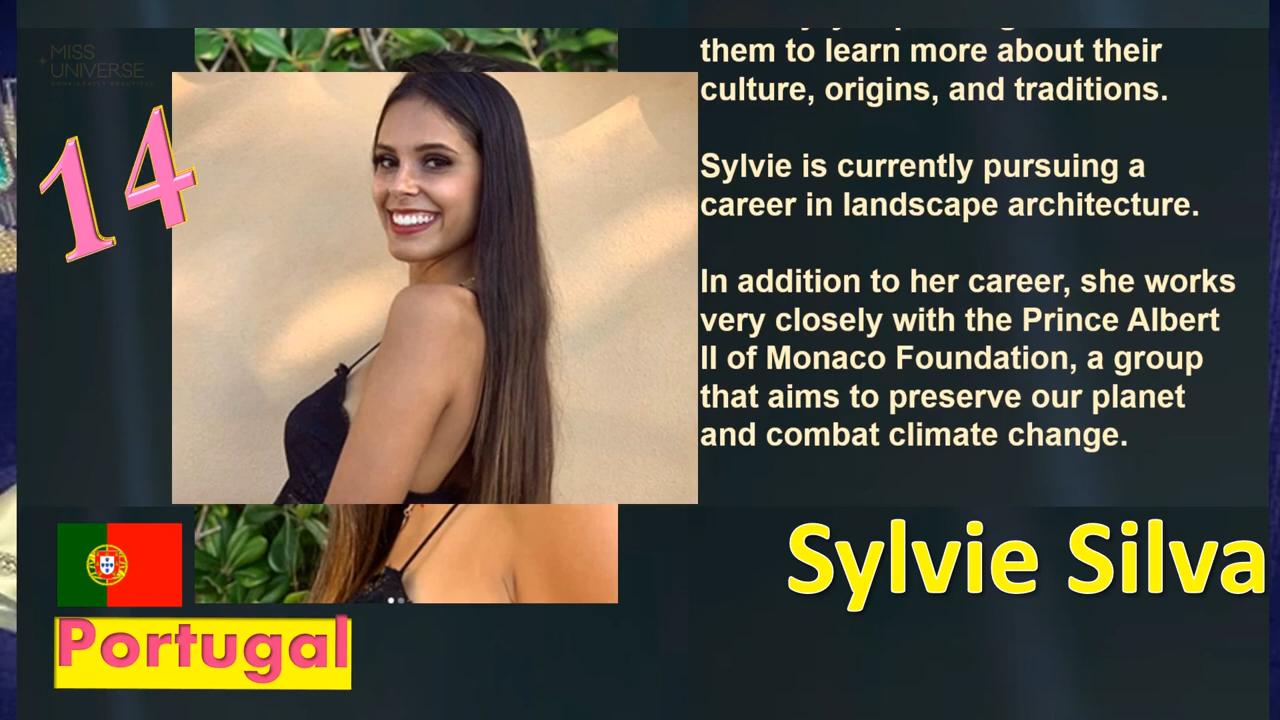 MISS
UNIVERSE
14
them to learn more about their
culture, origins, and traditions.
Sylvie is currently pursuing a
career in landscape architecture.
In addition to her career, she works
very closely with the Prince Albert
II of Monaco Foundation, a group
that aims to preserve our planet
and combat climate change.
Sylvie Silva
Portugal